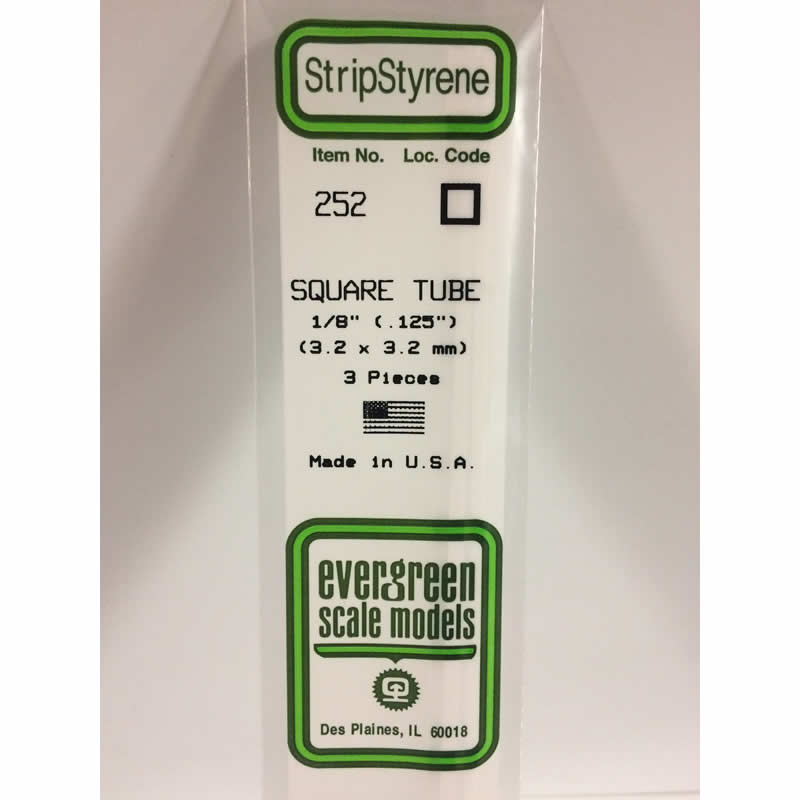 StripStyrene
Item No. Loc. Code
252
SQUARE TUBE
1/8" (.125")
(3.2 x 3.2 mm)
3 Pieces
Made in U.S.A.
evergreen
scale models
Des Plaines, IL 60018